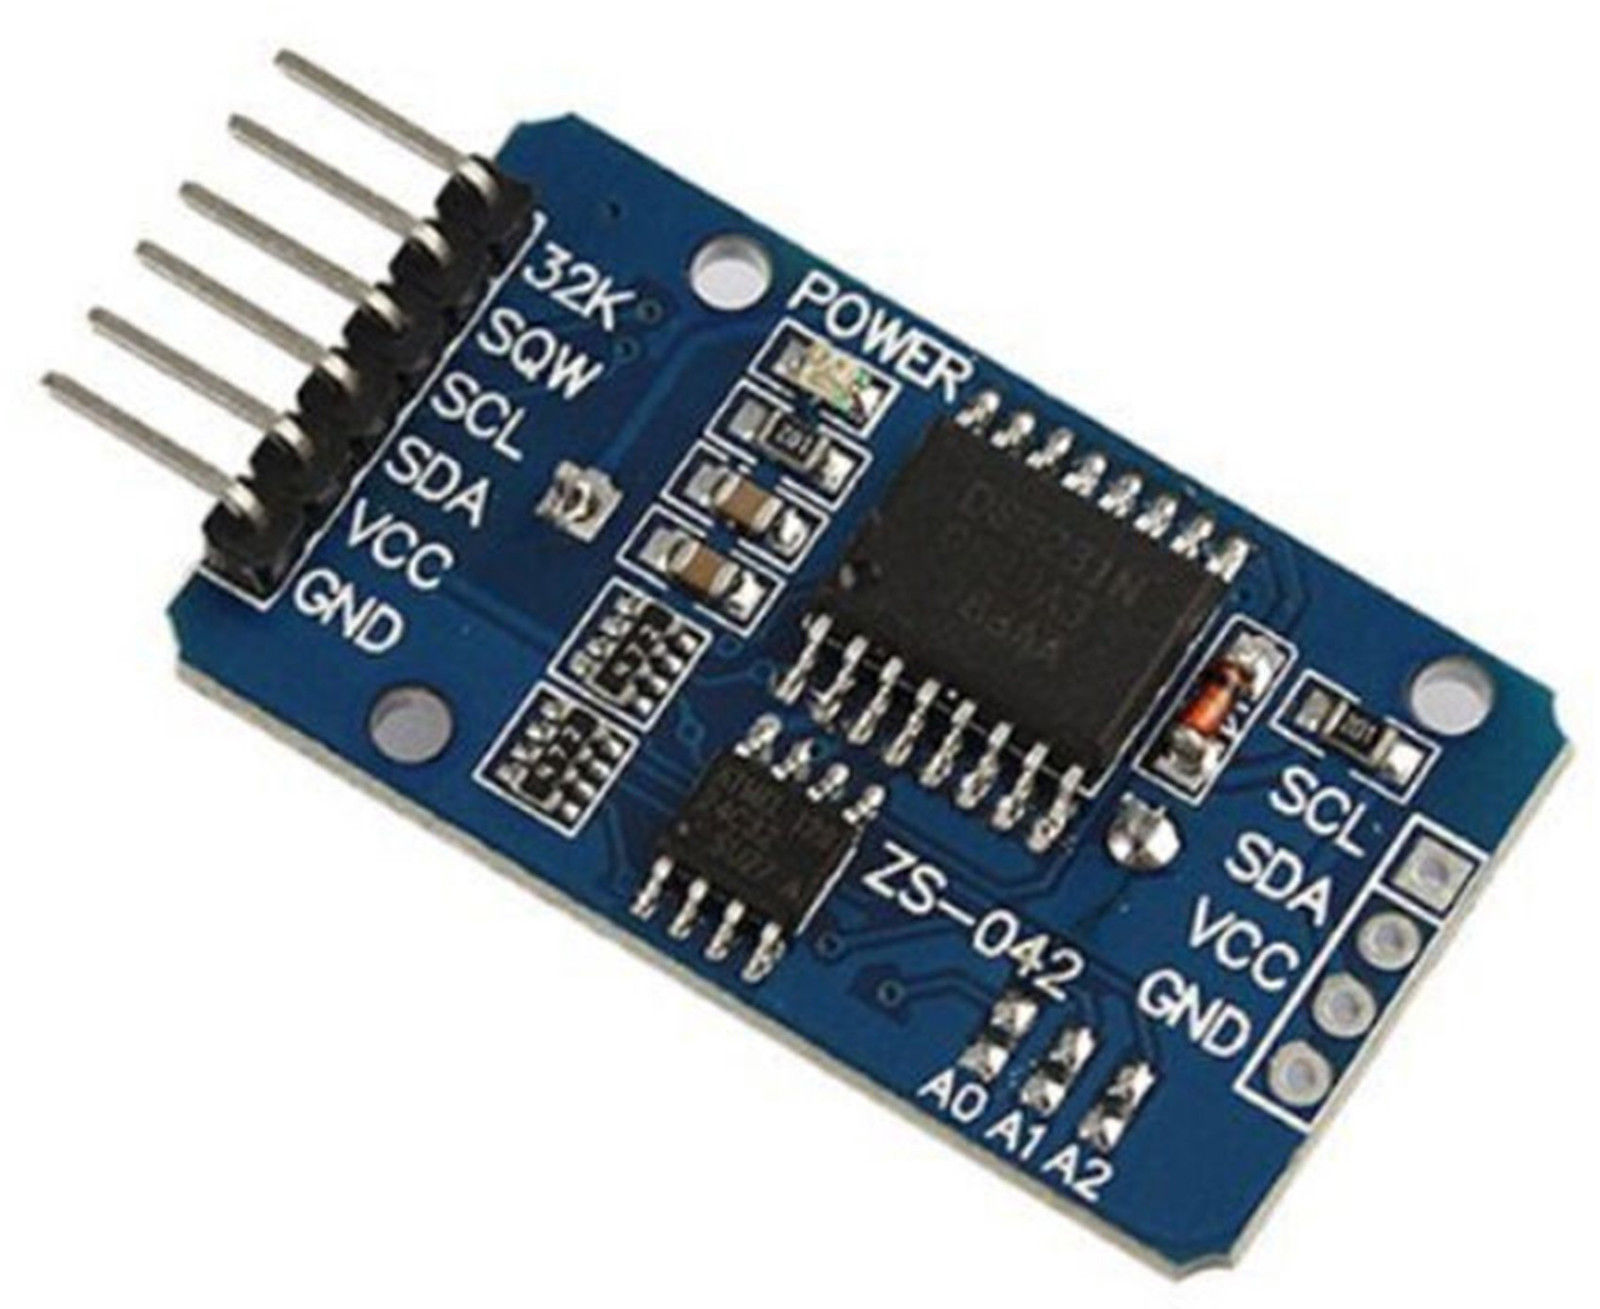 32K
SQW
SCL
SDA
VCC
GND
POWER
ZS-042
A0 A1 A2
SCL
SDA
VCC
GND